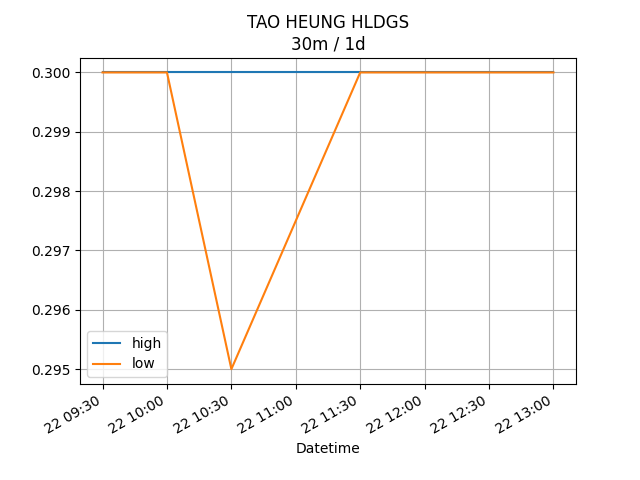 TAO HEUNG HLDGS
30m / 1d
0.300
0.299
0.298
0.297
0.296
0.295
high
low
22 09:30
22 10:00
22 10:30
22 11:00
22 11:30
22 12:00
22 12:30
22 13:00
Datetime